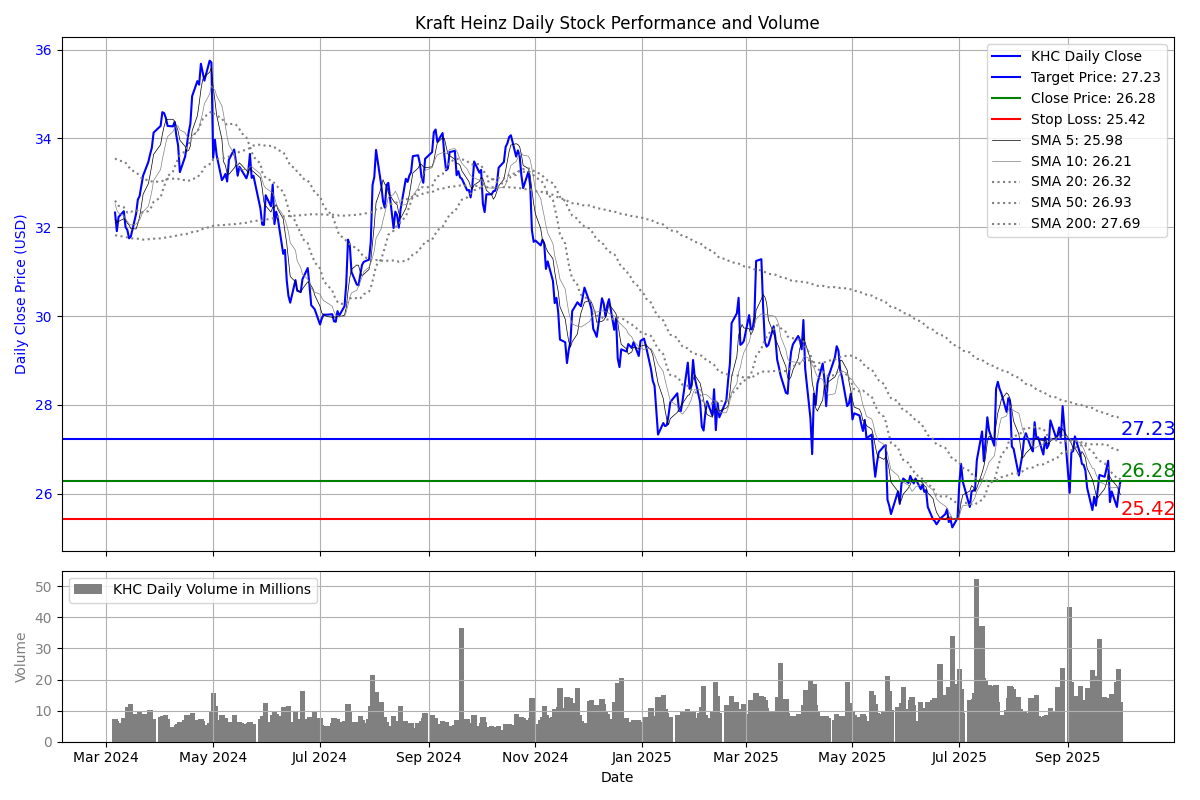 Kraft Heinz Daily Stock Performance and Volume
Daily Close Price (USD)
36
34
32
30
28
26
KHC Daily Close
Target Price: 27.23
Close Price: 26.28
Stop Loss: 25.42
SMA 5: 25.98
SMA 10: 26.21
SMA 20: 26.32
SMA 50: 26.93
SMA 200: 27.69
27.23
26.28
25.42
Volume
50
40
30
20
10
0
KHC Daily Volume in Millions
Mar 2024 May 2024 Jul 2024 Sep 2024 Nov 2024 Jan 2025 Mar 2025 May 2025 Jul 2025 Sep 2025
Date